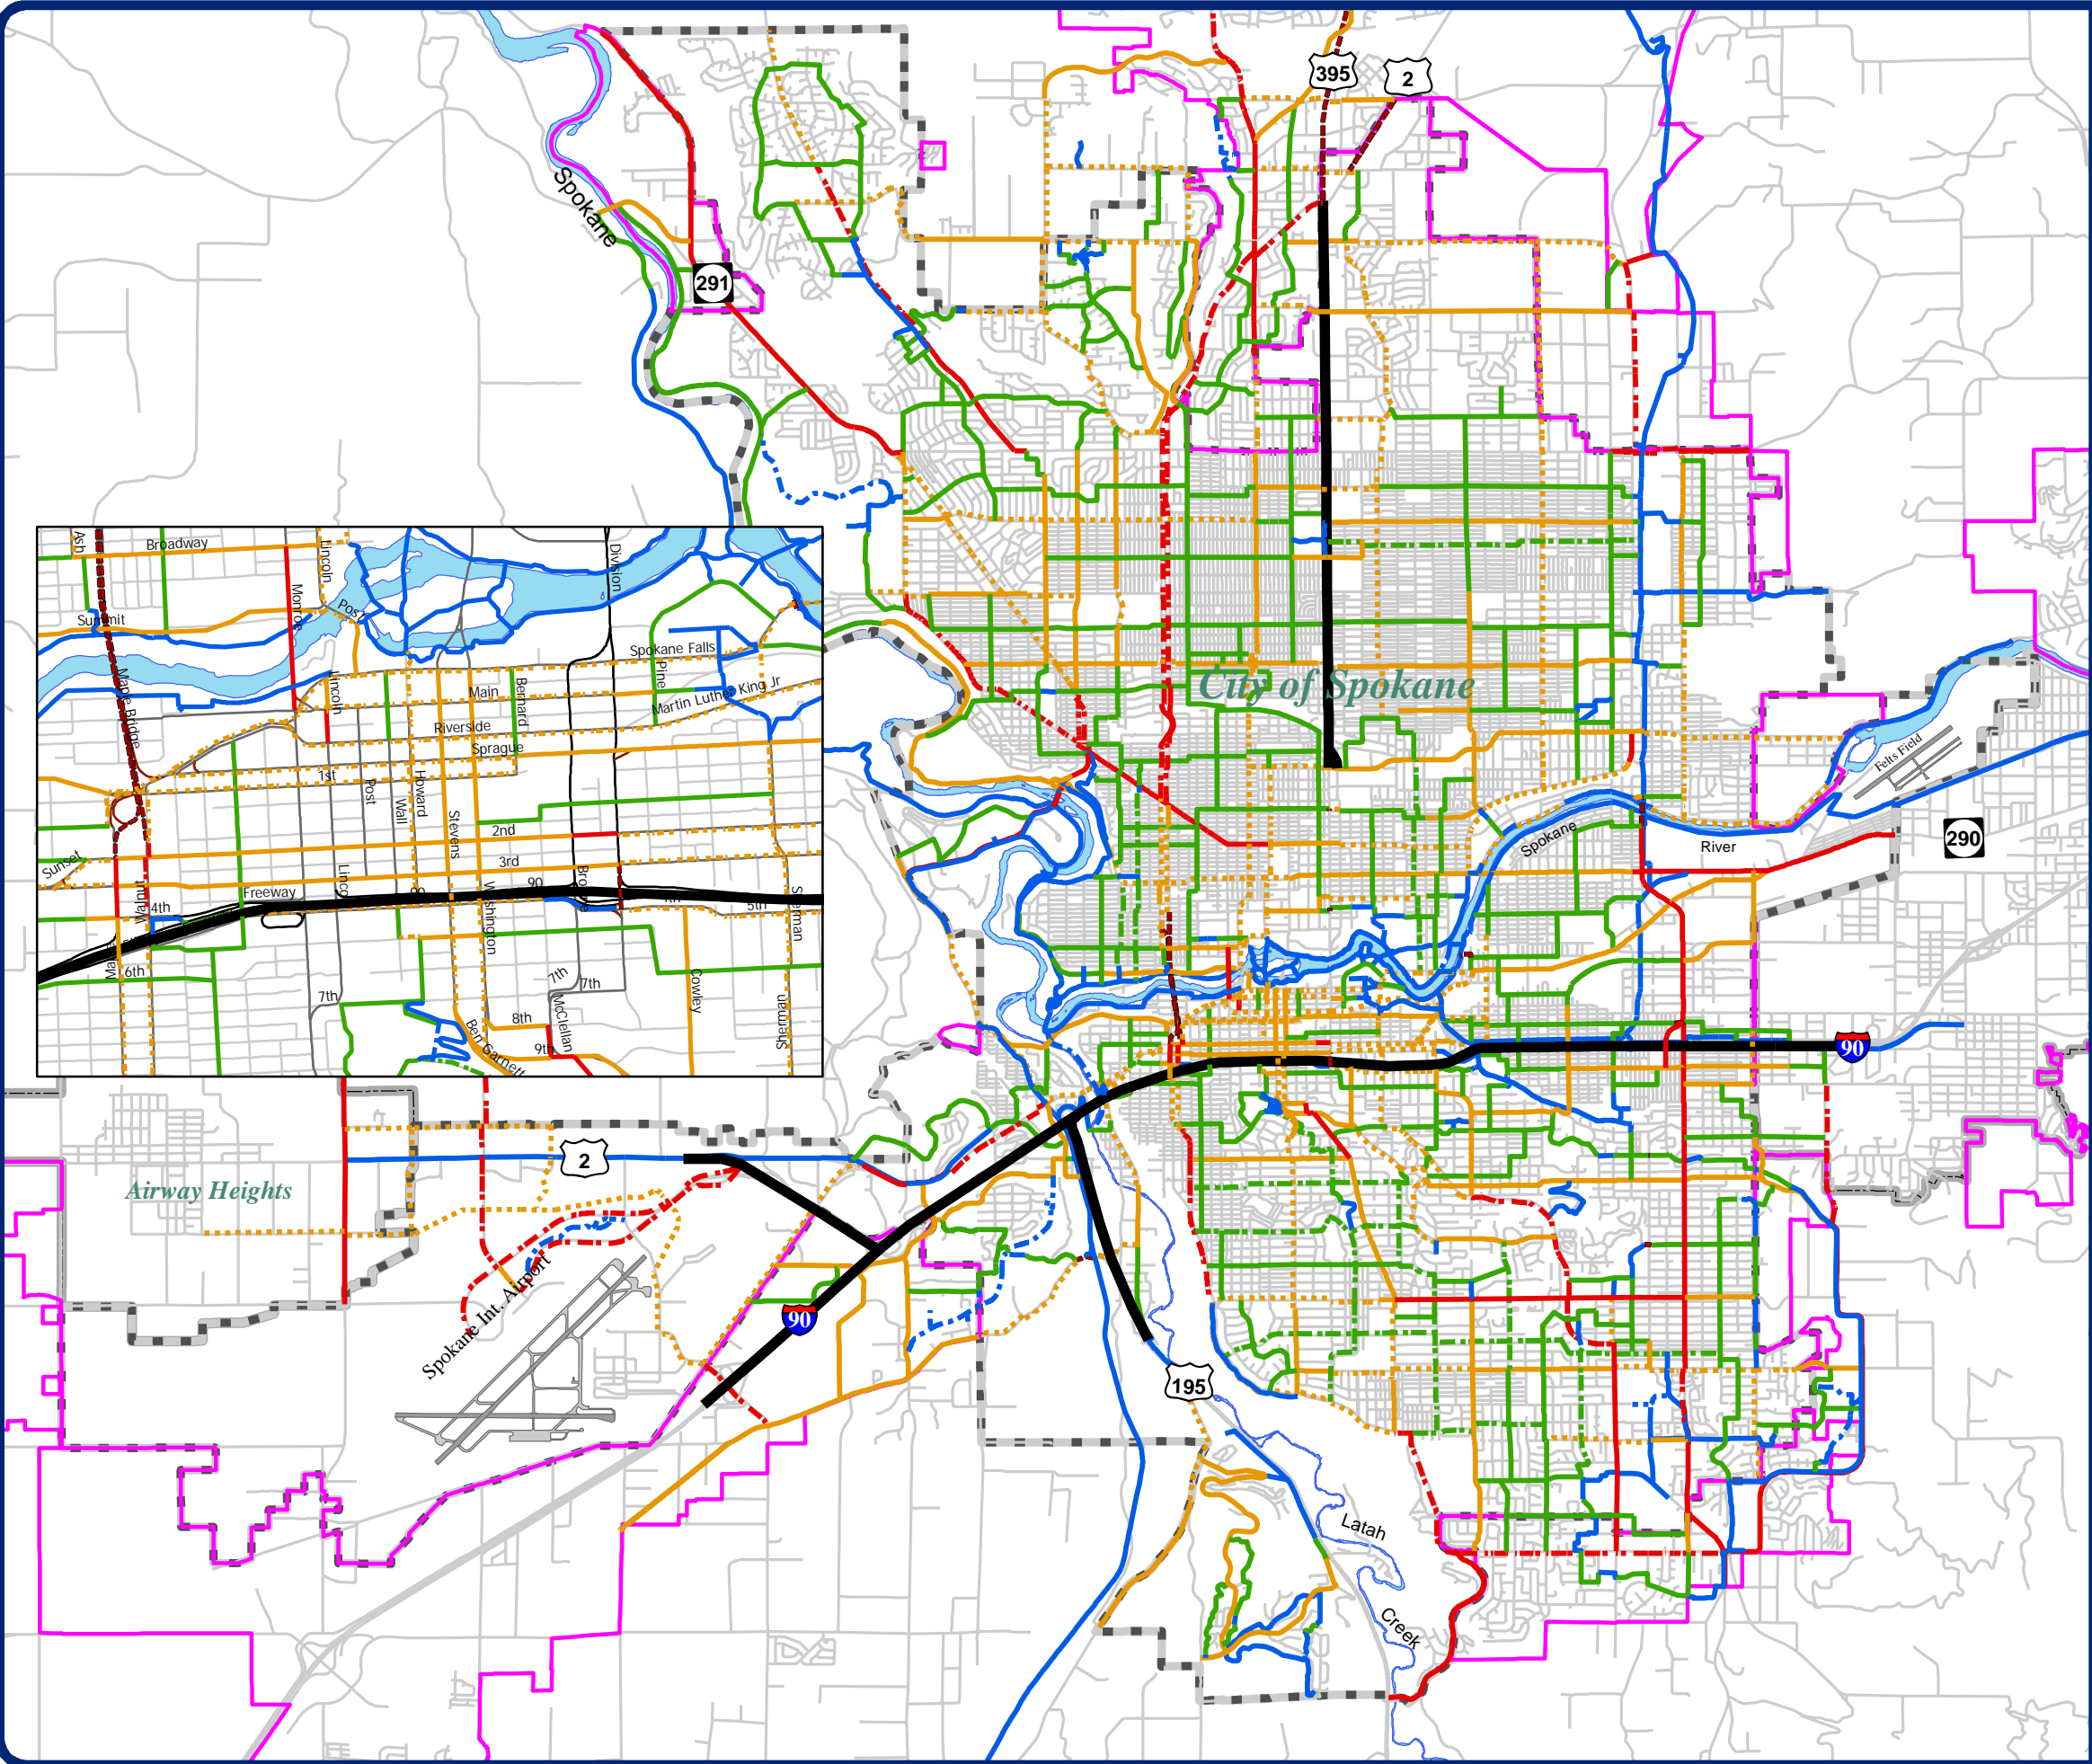 395
2
Spokane
291
City of Spokane
Felts Field
290
Spokane
River
90
2
Airway Heights
Spokane Int. Airport
90
195
Latah
Creek
Ash
Broadway
Lincoln
Division
Monroe
Post
Summit
Spokane Falls
Pine
Maple Bridge
Lincoln
Main
Bernard
Martin Luther King Jr
Riverside
Sprague
1st
Post
Howard
Wall
Stevens
2nd
3rd
Sunset
Freeway
90
Walnut
4th
5th
Washington
Sherman
6th
7th
7th
7th
Cowley
8th
McClellan
9th
Ben Garnett
Sherman